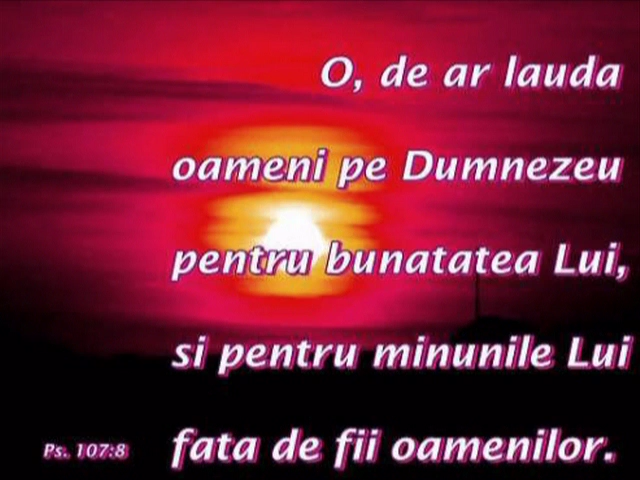 O, de ar lauda
oameni pe Dumnezeu
pentru bunatatea Lui,
si pentru minunile Lui
fata de fii oamenilor.
Ps. 107:8